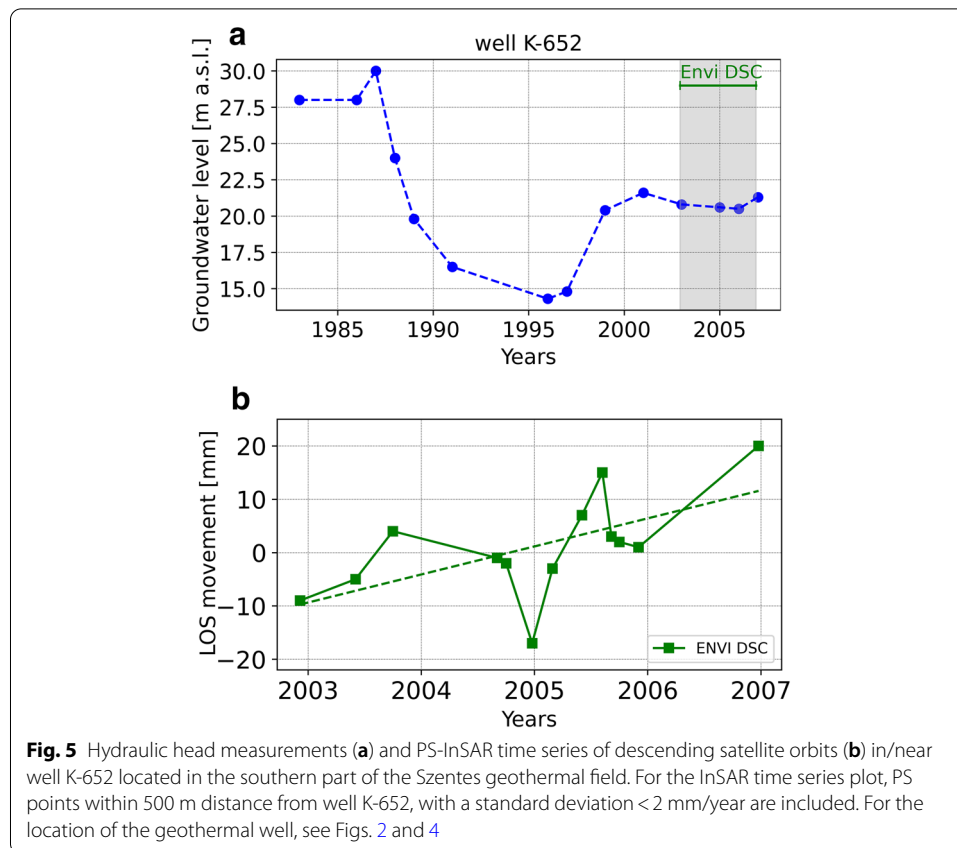 a
well K-652
Envi DSC
30.0
27.5
25.0
22.5
20.0
17.5
15.0
Groundwater level [m a.s.l.]
1985 1990 1995 2000 2005
Years
b
20
10
0
−10
−20
LOS movement [mm]
ENVI DSC
2003 2004 2005 2006 2007
Years
Fig. 5 Hydraulic head measurements (a) and PS-InSAR time series of descending satellite orbits (b) in/near
well K-652 located in the southern part of the Szentes geothermal field. For the InSAR time series plot, PS
points within 500 m distance from well K-652, with a standard deviation < 2 mm/year are included. For the
location of the geothermal well, see Figs. 2 and 4